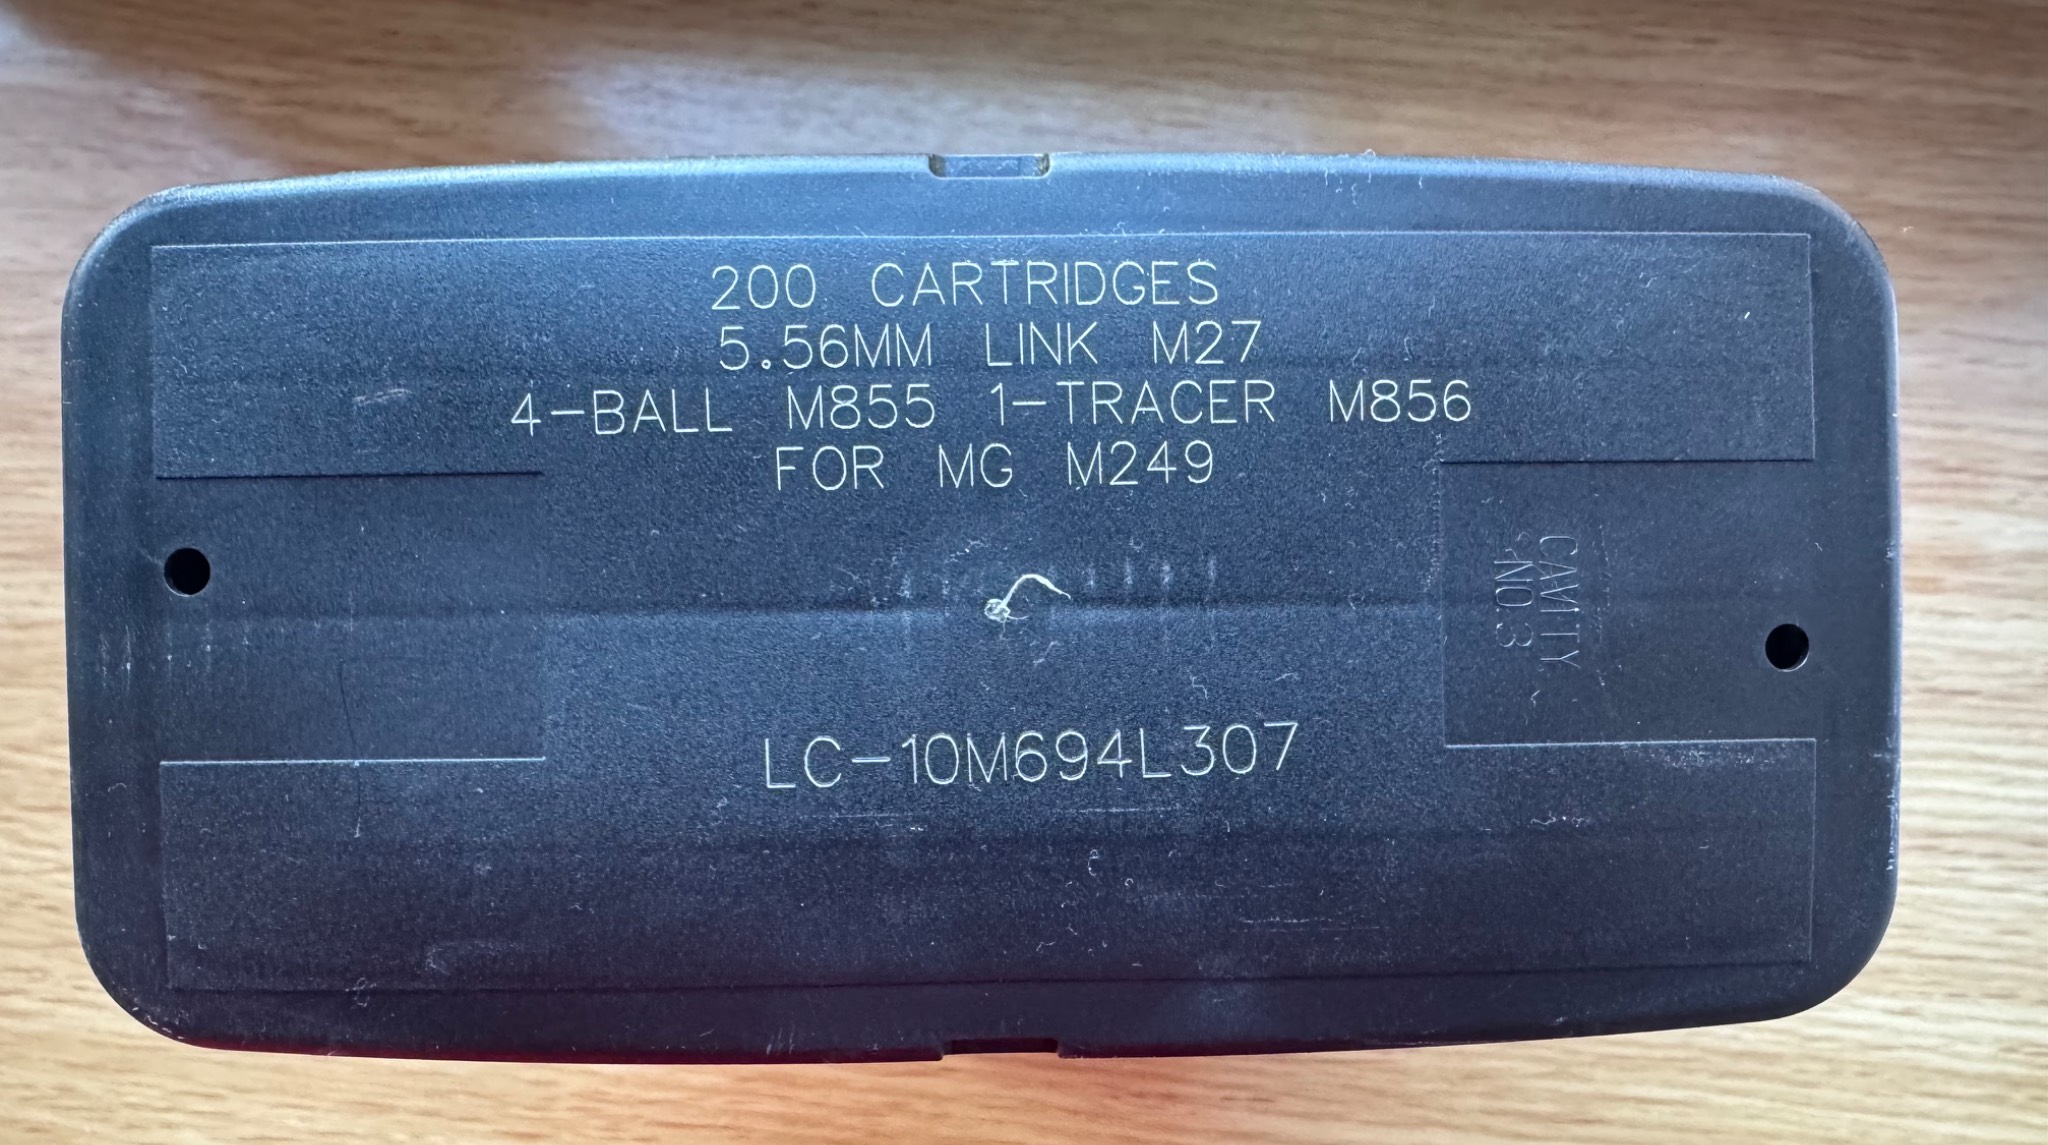 200 CARTRIDGES
5.56MM LINK M27
4-BALL M855 1-TRACER M856
FOR MG M249
CAVITY
NO.3
LC-10M694L307